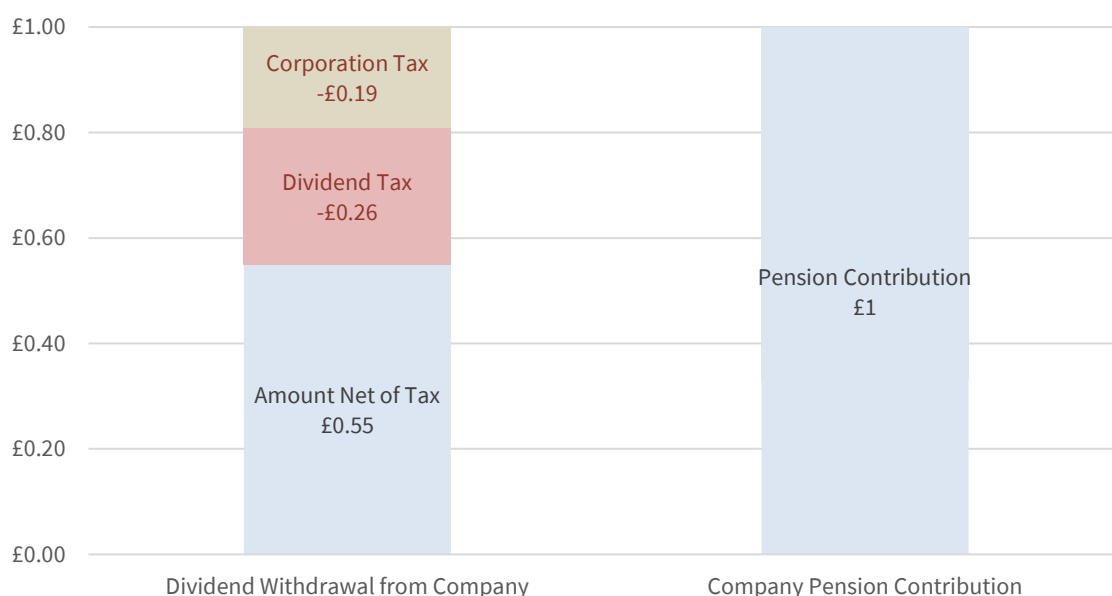 £1.00
£0.80
£0.60
£0.40
£0.20
£0.00
Corporation Tax
-£0.19
Dividend Tax
-£0.26
Amount Net of Tax
£0.55
Pension Contribution
£1
Dividend Withdrawal from Company
Company Pension Contribution